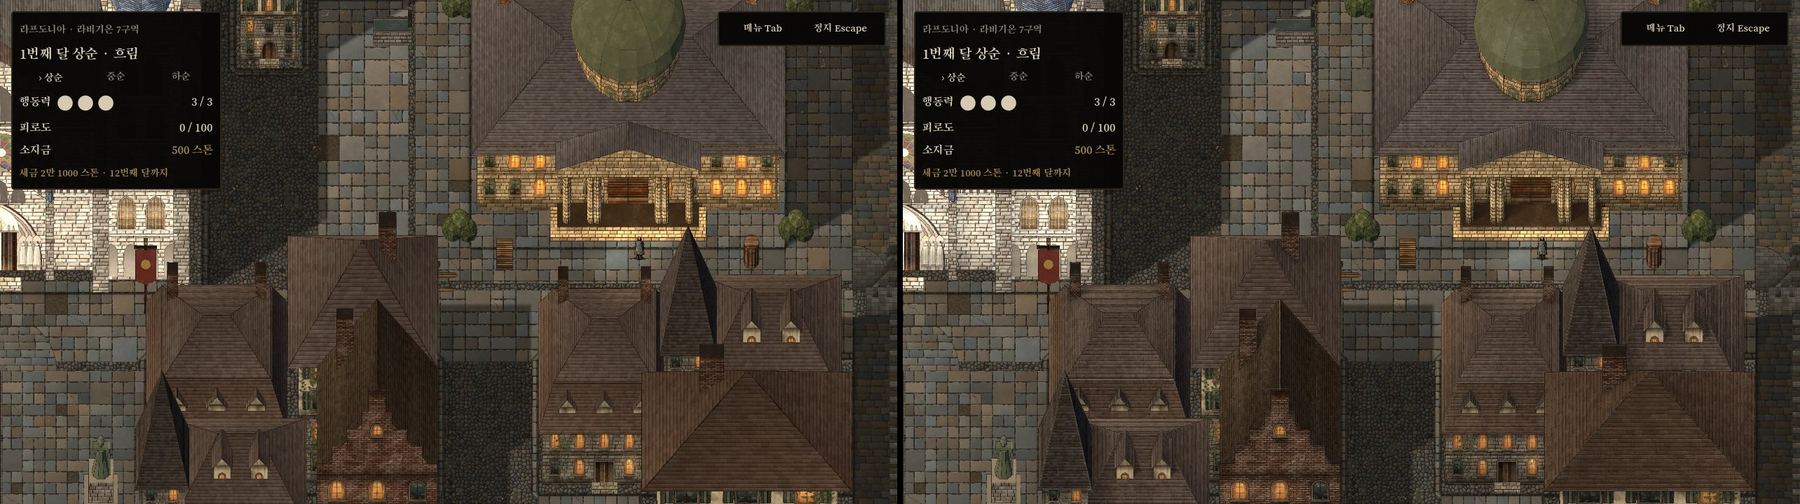 라프도니아 · 라비기온 7구역
1번째 달 상순 · 흐림
› 상순 중순 하순
행동력 3 / 3
피로도 0 / 100
소지금 500 스톤
세금 2만 1000 스톤 · 12번째 달까지
메뉴 Tab 정지 Escape
라프도니아 · 라비기온 7구역
1번째 달 상순 · 흐림
› 상순 중순 하순
행동력 3 / 3
피로도 0 / 100
소지금 500 스톤
세금 2만 1000 스톤 · 12번째 달까지
메뉴 Tab 정지 Escape